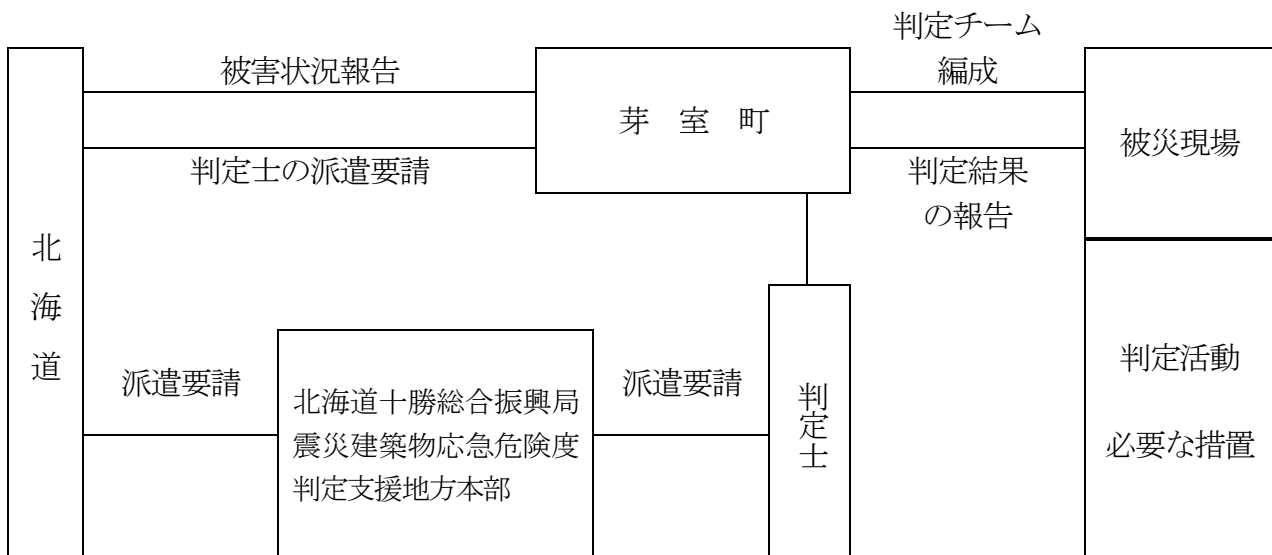 判定チーム
編成
被害状況報告
芽室町
被災現場
判定士の派遣要請
判定結果
の報告
北海道
派遣要請
北海道十勝総合振興局
震災建築物応急危険度
判定支援地方本部
派遣要請
判定士
判定活動
必要な措置